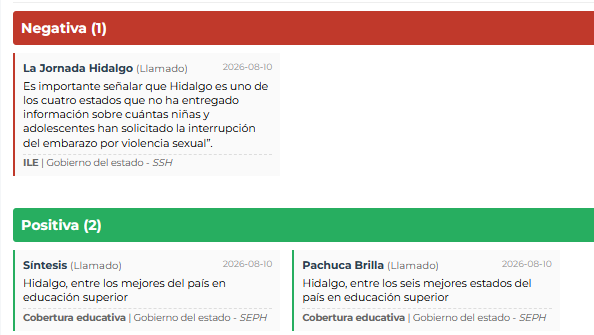 Negativa (1)
La Jornada Hidalgo (Llamado) 2026-08-10
Es importante señalar que Hidalgo es uno de
los cuatro estados que no ha entregado
información sobre cuántas niñas y
adolescentes han solicitado la interrupción
del embarazo por violencia sexual”.
ILE | Gobierno del estado - SSH
Positiva (2)
Síntesis (Llamado) 2026-08-10
Hidalgo, entre los mejores del país en
educación superior
Cobertura educativa | Gobierno del estado - SEPH
Pachuca Brilla (Llamado) 2026-08-10
Hidalgo, entre los seis mejores estados del
país en educación superior
Cobertura educativa | Gobierno del estado - SEPH